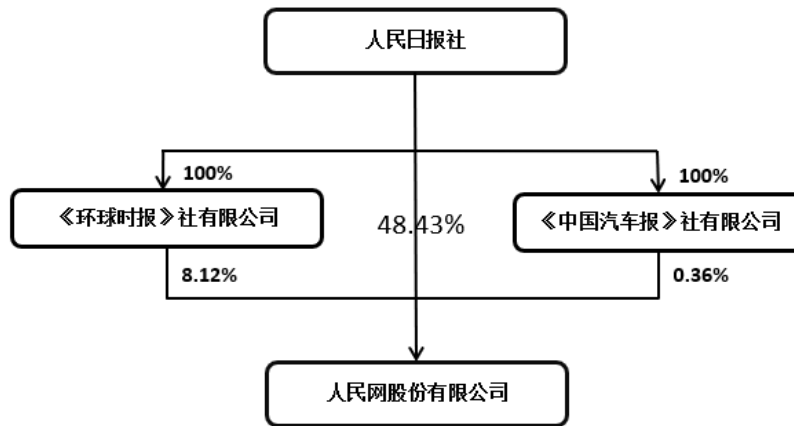 人民日报社
100%
100%
《环球时报》社有限公司
48.43%
《中国汽车报》社有限公司
8.12%
0.36%
人民网股份有限公司